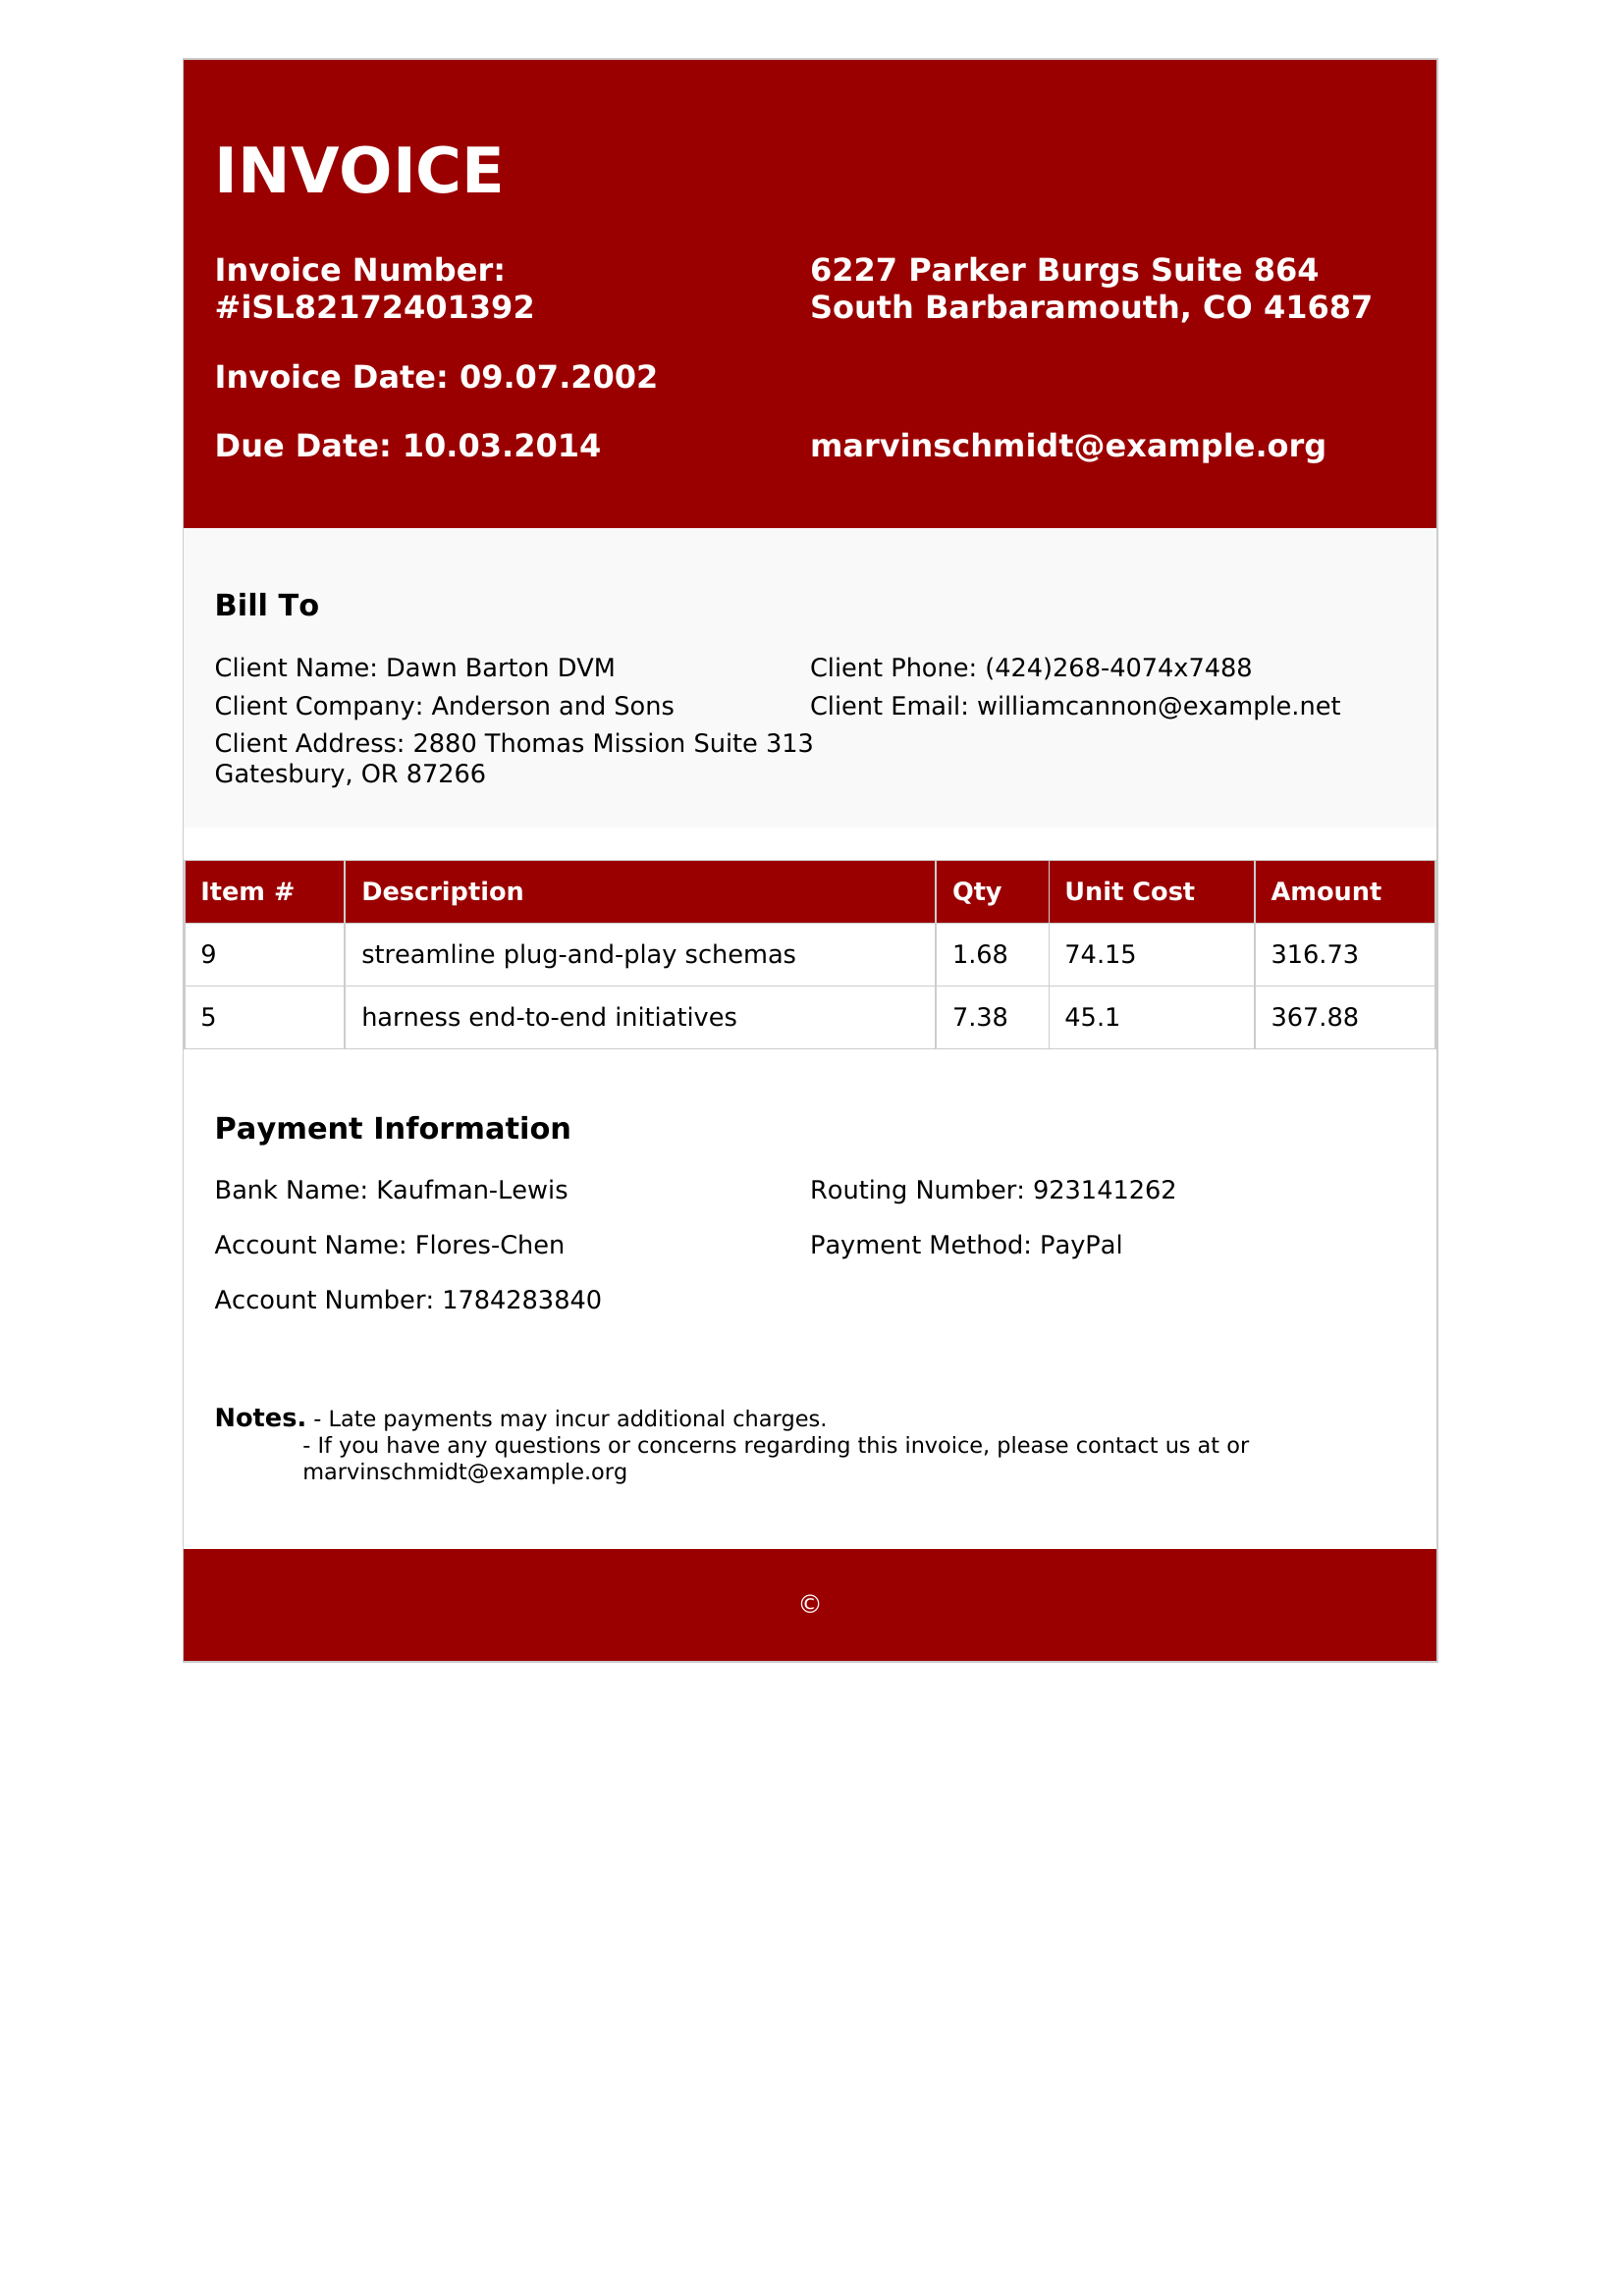 INVOICE
Invoice Number:
#iSL82172401392
6227 Parker Burgs Suite 864
South Barbaramouth, CO 41687
Invoice Date: 09.07.2002
Due Date: 10.03.2014
marvinschmidt@example.org
Bill To
Client Name: Dawn Barton DVM
Client Phone: (424)268-4074x7488
Client Company: Anderson and Sons
Client Email: williamcannon@example.net
Client Address: 2880 Thomas Mission Suite 313
Gatesbury, OR 87266
Item # Description Qty Unit Cost Amount
9 streamline plug-and-play schemas 1.68 74.15 316.73
5 harness end-to-end initiatives 7.38 45.1 367.88
Payment Information
Bank Name: Kaufman-Lewis
Routing Number: 923141262
Account Name: Flores-Chen
Payment Method: PayPal
Account Number: 1784283840
Notes. - Late payments may incur additional charges.
- If you have any questions or concerns regarding this invoice, please contact us at or
marvinschmidt@example.org
©